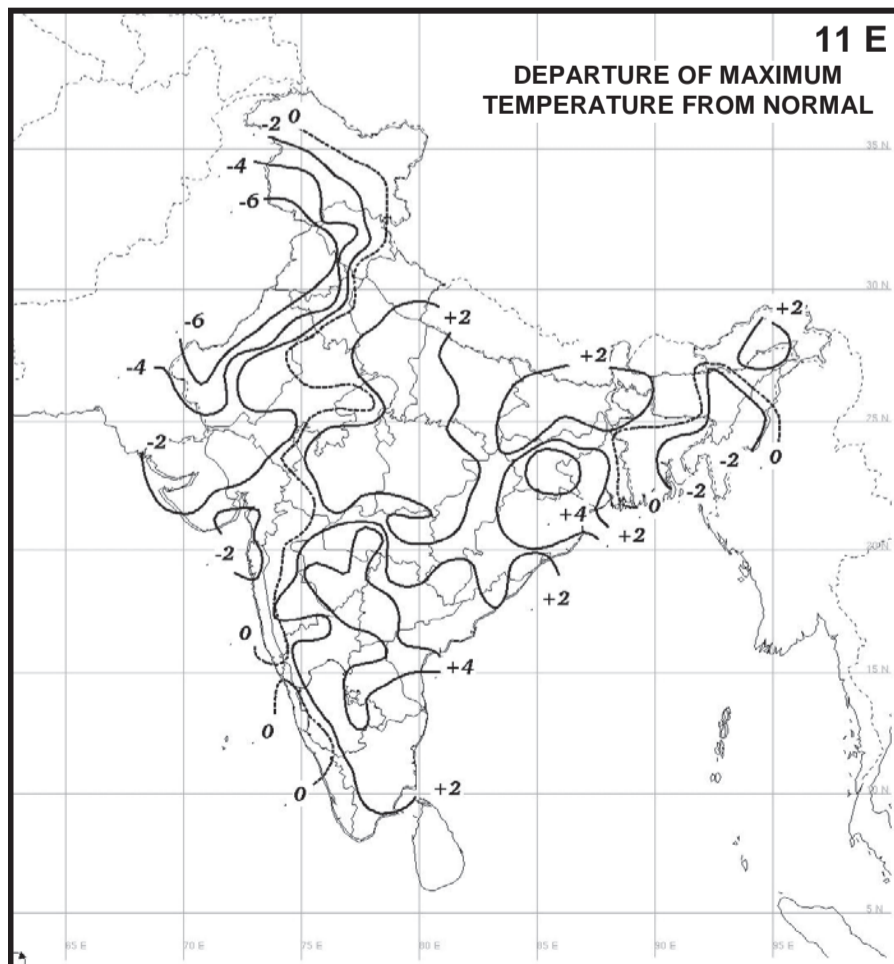 11 E
DEPARTURE OF MAXIMUM
TEMPERATURE FROM NORMAL
0
-2
35 N
-4
-6
30 N
-6
+2
+2
+2
-4
25 N
-2
0
-2
-2
0
+4
+2
20 N
-2
+2
0
15 N
+4
0
0
+2
10 N
5 N
65 E
70 E
75 E
80 E
85 E
90 E
95 E